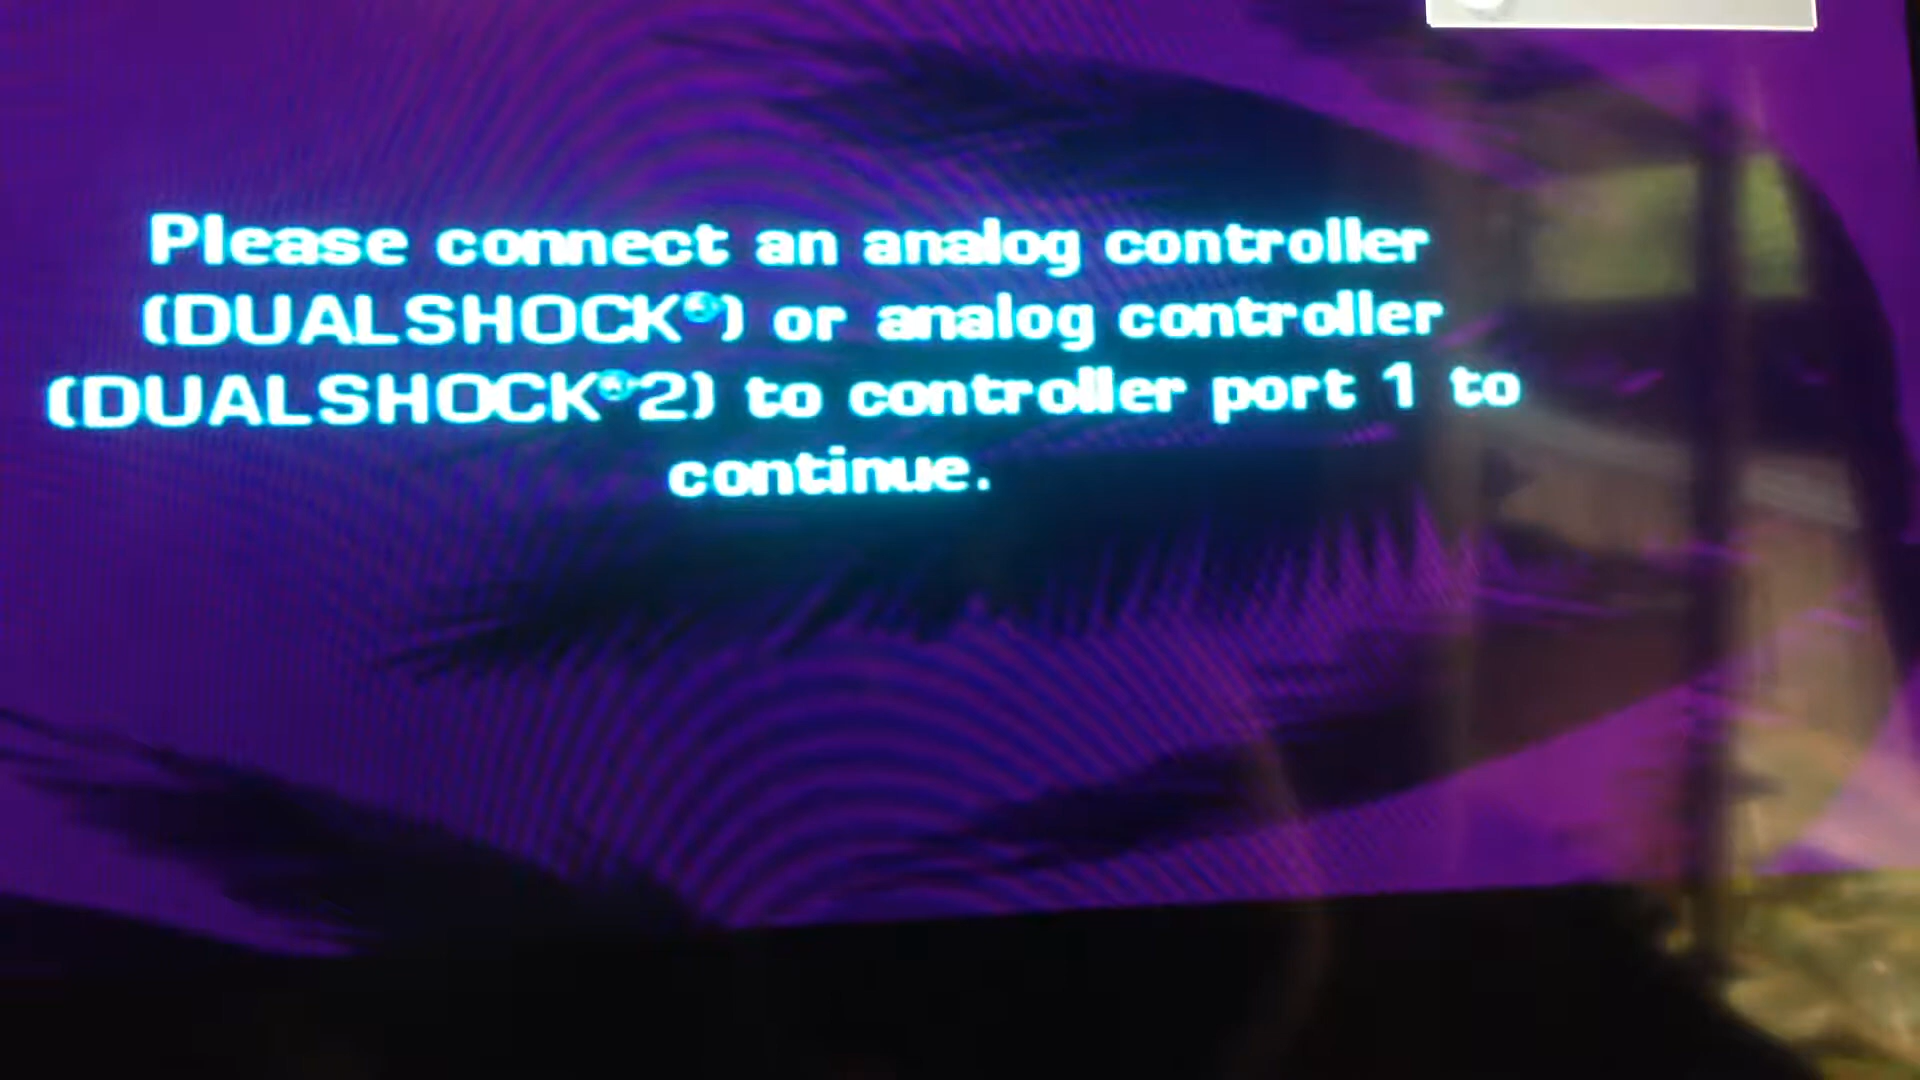 Please connect an analog controller
(DUALSHOCK®) or analog controller
(DUALSHOCK®2) to controller port 1 to
continue.